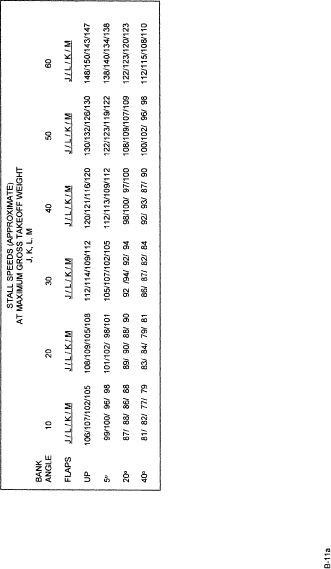 STALL SPEEDS (APPROXIMATE)
AT MAXIMUM GROSS TAKEOFF WEIGHT
J, K, L, M
BANK
ANGLE 10 20 30 40 50 60
FLAPS J / L / K / M J / L / K / M J / L / K / M J / L / K / M J / L / K / M J / L / K / M
UP 106/107/102/105 108/109/105/108 112/114/109/112 120/121/116/120 130/132/126/130 148/150/143/147
5° 99/100/ 96/ 98 101/102/ 98/101 105/107/102/105 112/113/109/112 122/123/119/122 138/140/134/138
20° 87/ 88/ 86/ 88 89/ 90/ 88/ 90 92 /94/ 92/ 94 98/100/ 97/100 108/109/107/109 122/123/120/123
40° 81/ 82/ 77/ 79 83/ 84/ 79/ 81 86/ 87/ 82/ 84 92/ 93/ 87/ 90 100/102/ 96/ 98 112/115/108/110
B-11a